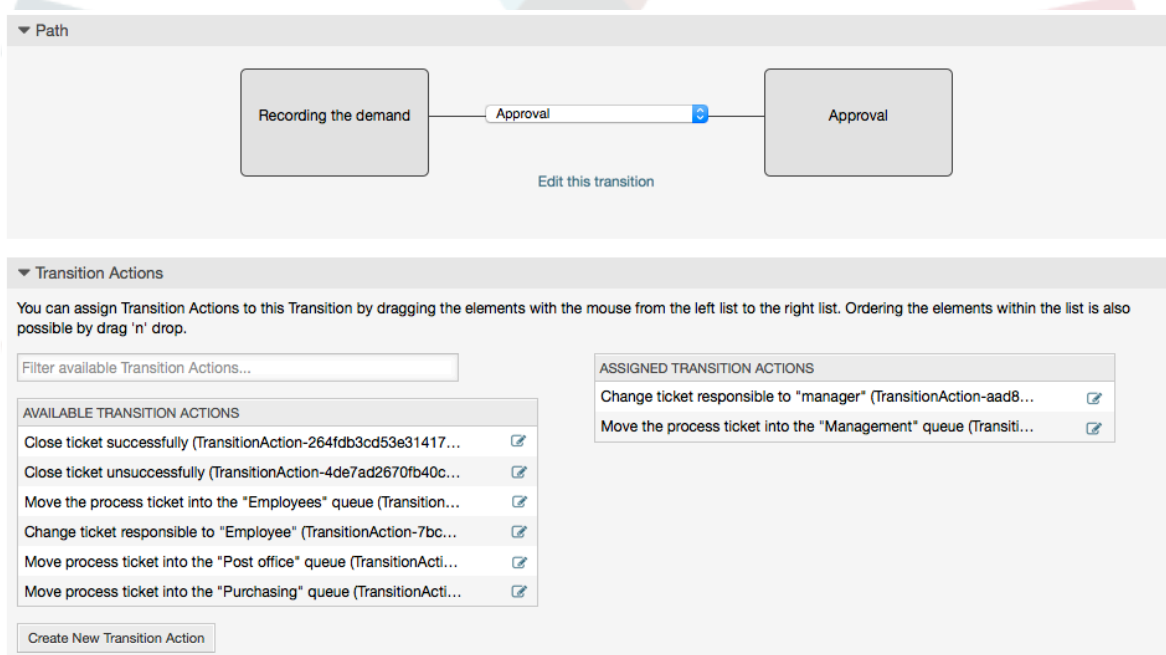 Path
Recording the demand
Approval
Approval
Edit this transition
Transition Actions
You can assign Transition Actions to this Transition by dragging the elements with the mouse from the left list to the right list. Ordering the elements within the list is also
possible by drag 'n' drop.
Filter available Transition Actions...
AVAILABLE TRANSITION ACTIONS
Close ticket successfully (TransitionAction-264fdb3cd53e31417...
Close ticket unsuccessfully (TransitionAction-4de7ad2670fb40c...
Move the process ticket into the "Employees" queue (Transition...
Change ticket responsible to "Employee" (TransitionAction-7bc...
Move process ticket into the "Post office" queue (TransitionActi...
Move process ticket into the "Purchasing" queue (TransitionActi...
Create New Transition Action
ASSIGNED TRANSITION ACTIONS
Change ticket responsible to "manager" (TransitionAction-aad8...
Move the process ticket into the "Management" queue (Transiti...